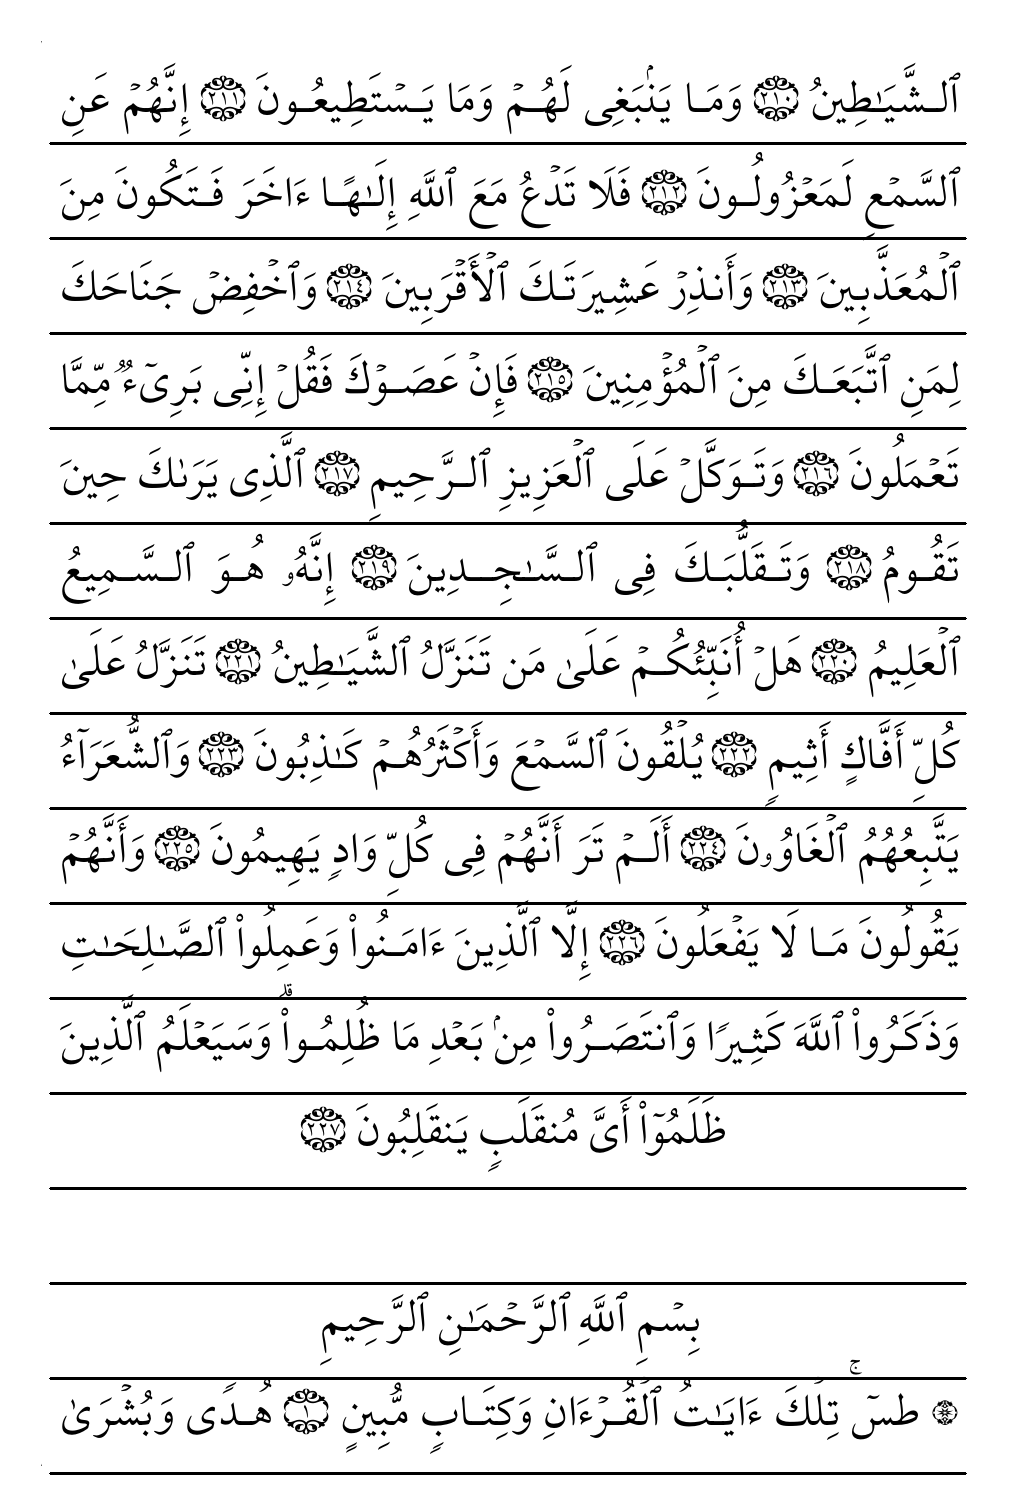 ٱلشَّيَـٰطِينُ ٢١٠ وَمَا يَنۢبَغِى لَهُمۡ وَمَا يَسۡتَطِيعُونَ ٢١١ إِنَّهُمۡ عَنِ
ٱلسَّمۡعِ لَمَعۡزُولُونَ ٢١٢ فَلَا تَدۡعُ مَعَ ٱللَّهِ إِلَـٰهًا ءَاخَرَ فَتَكُونَ مِنَ
ٱلۡمُعَذَّبِينَ ٢١٣ وَأَنذِرۡ عَشِيرَتَكَ ٱلۡأَقۡرَبِينَ ٢١٤ وَٱخۡفِضۡ جَنَاحَكَ
لِمَنِ ٱتَّبَعَكَ مِنَ ٱلۡمُؤۡمِنِينَ ٢١٥ فَإِنۡ عَصَوۡكَ فَقُلۡ إِنِّى بَرِىٓءٌ مِّمَّا
تَعۡمَلُونَ ٢١٦ وَتَوَكَّلۡ عَلَى ٱلۡعَزِيزِ ٱلرَّحِيمِ ٢١٧ ٱلَّذِى يَرَىٰكَ حِينَ
تَقُومُ ٢١٨ وَتَقَلُّبَكَ فِى ٱلسَّـٰجِدِينَ ٢١٩ إِنَّهُۥ هُوَ ٱلسَّمِيعُ
ٱلۡعَلِيمُ ٢٢٠ هَلۡ أُنَبِّئُكُمۡ عَلَىٰ مَن تَنَزَّلُ ٱلشَّيَـٰطِينُ ٢٢١ تَنَزَّلُ عَلَىٰ
كُلِّ أَفَّاكٍ أَثِيمٍ ٢٢٢ يُلۡقُونَ ٱلسَّمۡعَ وَأَكۡثَرُهُمۡ كَـٰذِبُونَ ٢٢٣ وَٱلشُّعَرَآءُ
يَتَّبِعُهُمُ ٱلۡغَاوُۥنَ ٢٢٤ أَلَمۡ تَرَ أَنَّهُمۡ فِى كُلِّ وَادٍ يَهِيمُونَ ٢٢٥ وَأَنَّهُمۡ
يَقُولُونَ مَا لَا يَفۡعَلُونَ ٢٢٦ إِلَّا ٱلَّذِينَ ءَامَنُوا۟ وَعَمِلُوا۟ ٱلصَّـٰلِحَـٰتِ
وَذَكَرُوا۟ ٱللَّهَ كَثِيرًا وَٱنتَصَرُوا۟ مِنۢ بَعۡدِ مَا ظُلِمُوا۟ۗ وَسَيَعۡلَمُ ٱلَّذِينَ
ظَلَمُوٓا۟ أَىَّ مُنقَلَبٍ يَنقَلِبُونَ ٢٢٧
بِسۡمِ ٱللَّهِ ٱلرَّحۡمَـٰنِ ٱلرَّحِيمِ
۞ طسٓۚ تِلۡكَ ءَايَـٰتُ ٱلۡقُرۡءَانِ وَكِتَابٍ مُّبِينٍ ١ هُدًى وَبُشۡرَىٰ